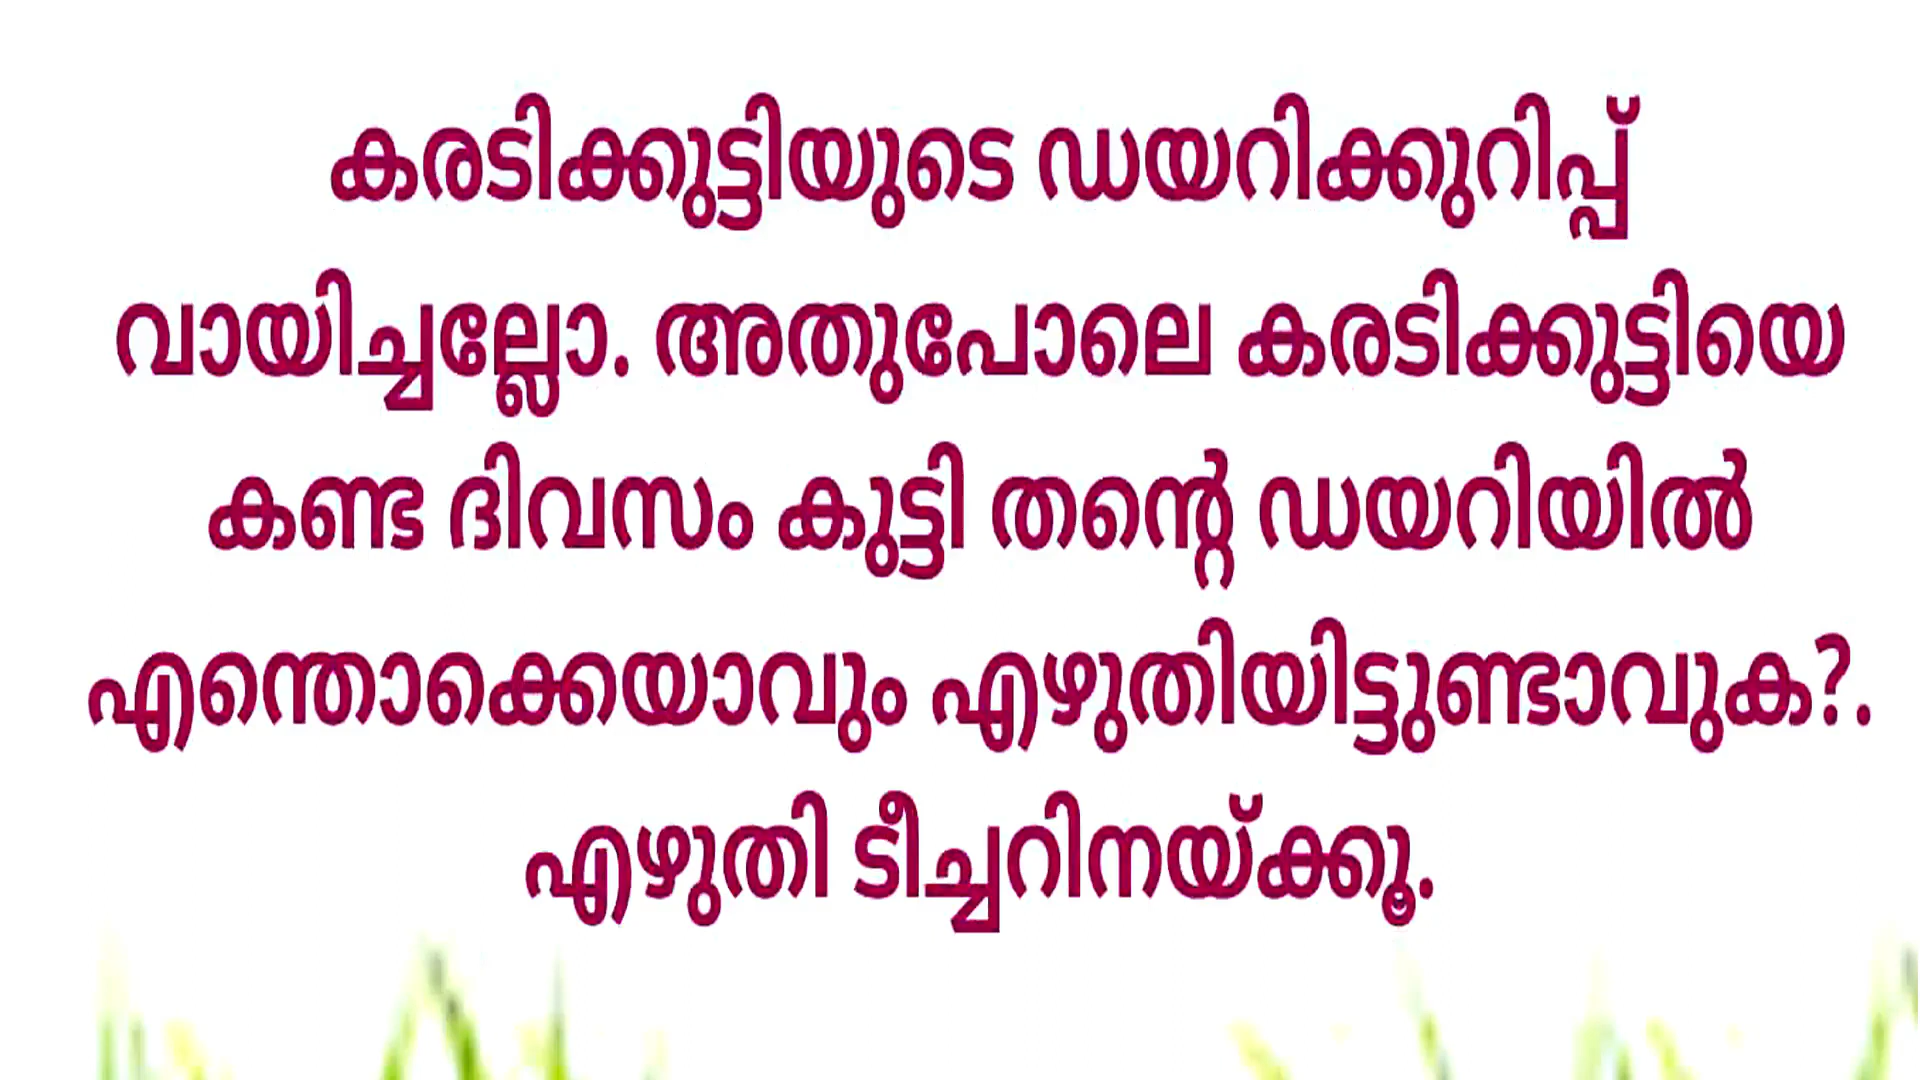 കരടിക്കുട്ടിയുടെ ഡയറിക്കുറിപ്പ്
വായിച്ചല്ലോ. അതുപോലെ കരടിക്കുട്ടിയെ
കണ്ട ദിവസം കുട്ടി തന്റെ ഡയറിയിൽ
എന്തൊക്കെയാവും എഴുതിയിട്ടുണ്ടാവുക?.
എഴുതി ടീച്ചറിനയ്ക്കൂ.